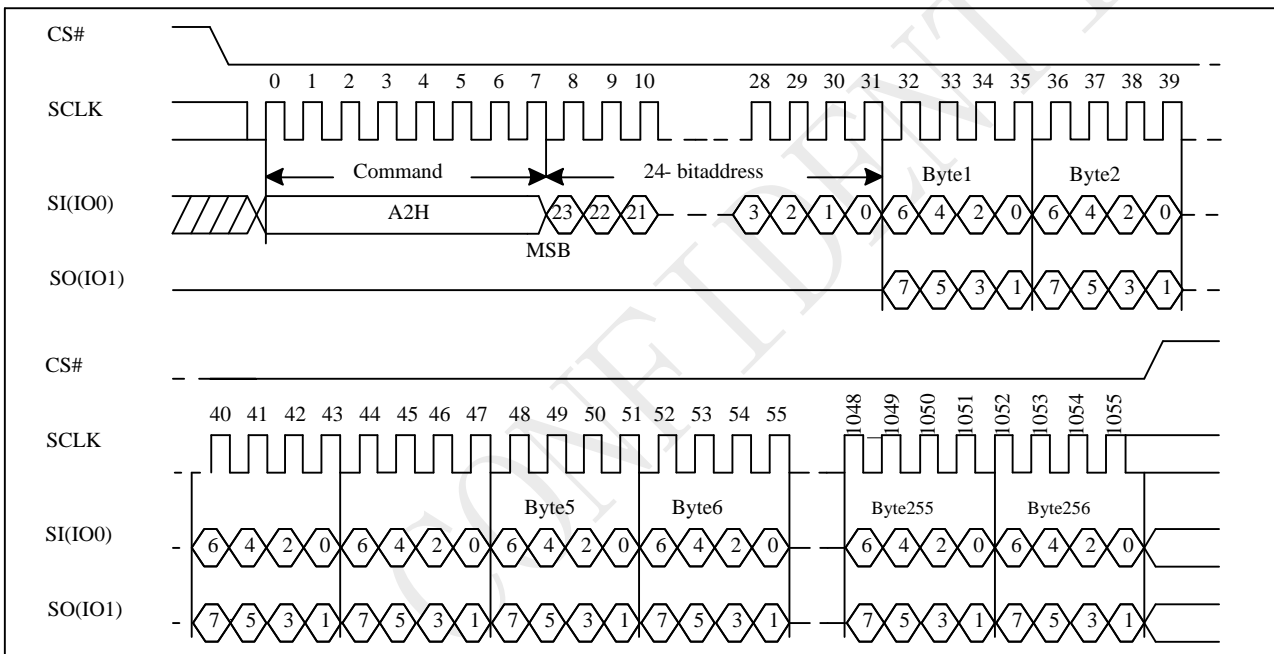 CS#
0 1 2 3 4 5 6 7 8 9 10 28 29 30 31 32 33 34 35 36 37 38 39
SCLK
Command 24- bitaddress Byte1 Byte2
SI(IO0) A2H 23 22 21 3 2 1 0 6 4 2 0 6 4 2 0
MSB
SO(IO1) 7 5 3 1 7 5 3 1
CS#
40 41 42 43 44 45 46 47 48 49 50 51 52 53 54 55 1048 1049 1050 1051 1052 1053 1054 1055
SCLK
Byte5 Byte6 Byte255 Byte256
SI(IO0) 6 4 2 0 6 4 2 0 6 4 2 0 6 4 2 0 6 4 2 0 6 4 2 0
SO(IO1) 7 5 3 1 7 5 3 1 7 5 3 1 7 5 3 1 7 5 3 1 7 5 3 1
CONFIDENT